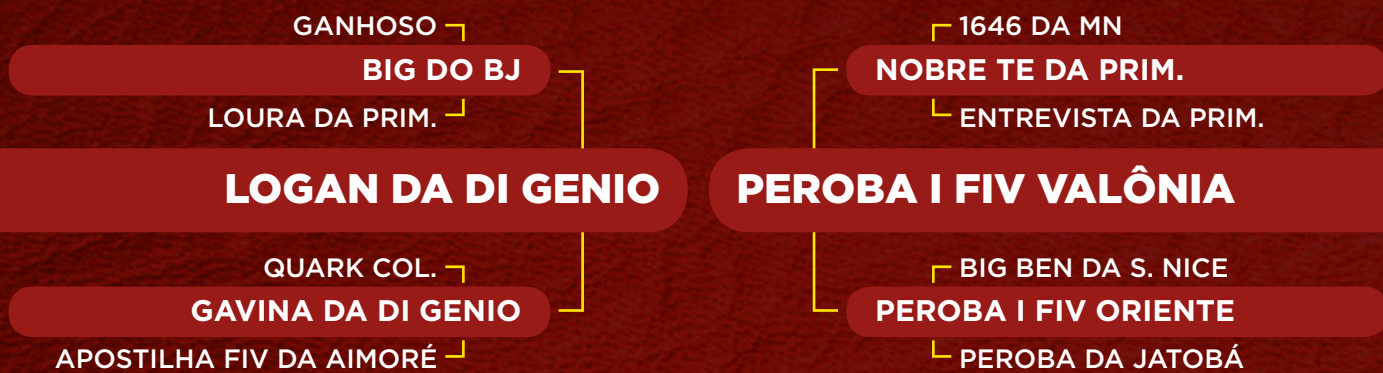 GANHOSO
BIG DO BJ
LOURA DA PRIM.
LOGAN DA DI GENIO
QUARK COL.
GAVINA DA DI GENIO
APOSTILHA FIV DA AIMORÉ
1646 DA MN
NOBRE TE DA PRIM.
ENTREVISTA DA PRIM.
PEROBA I FIV VALÔNIA
BIG BEN DA S. NICE
PEROBA I FIV ORIENTE
PEROBA DA JATOBÁ